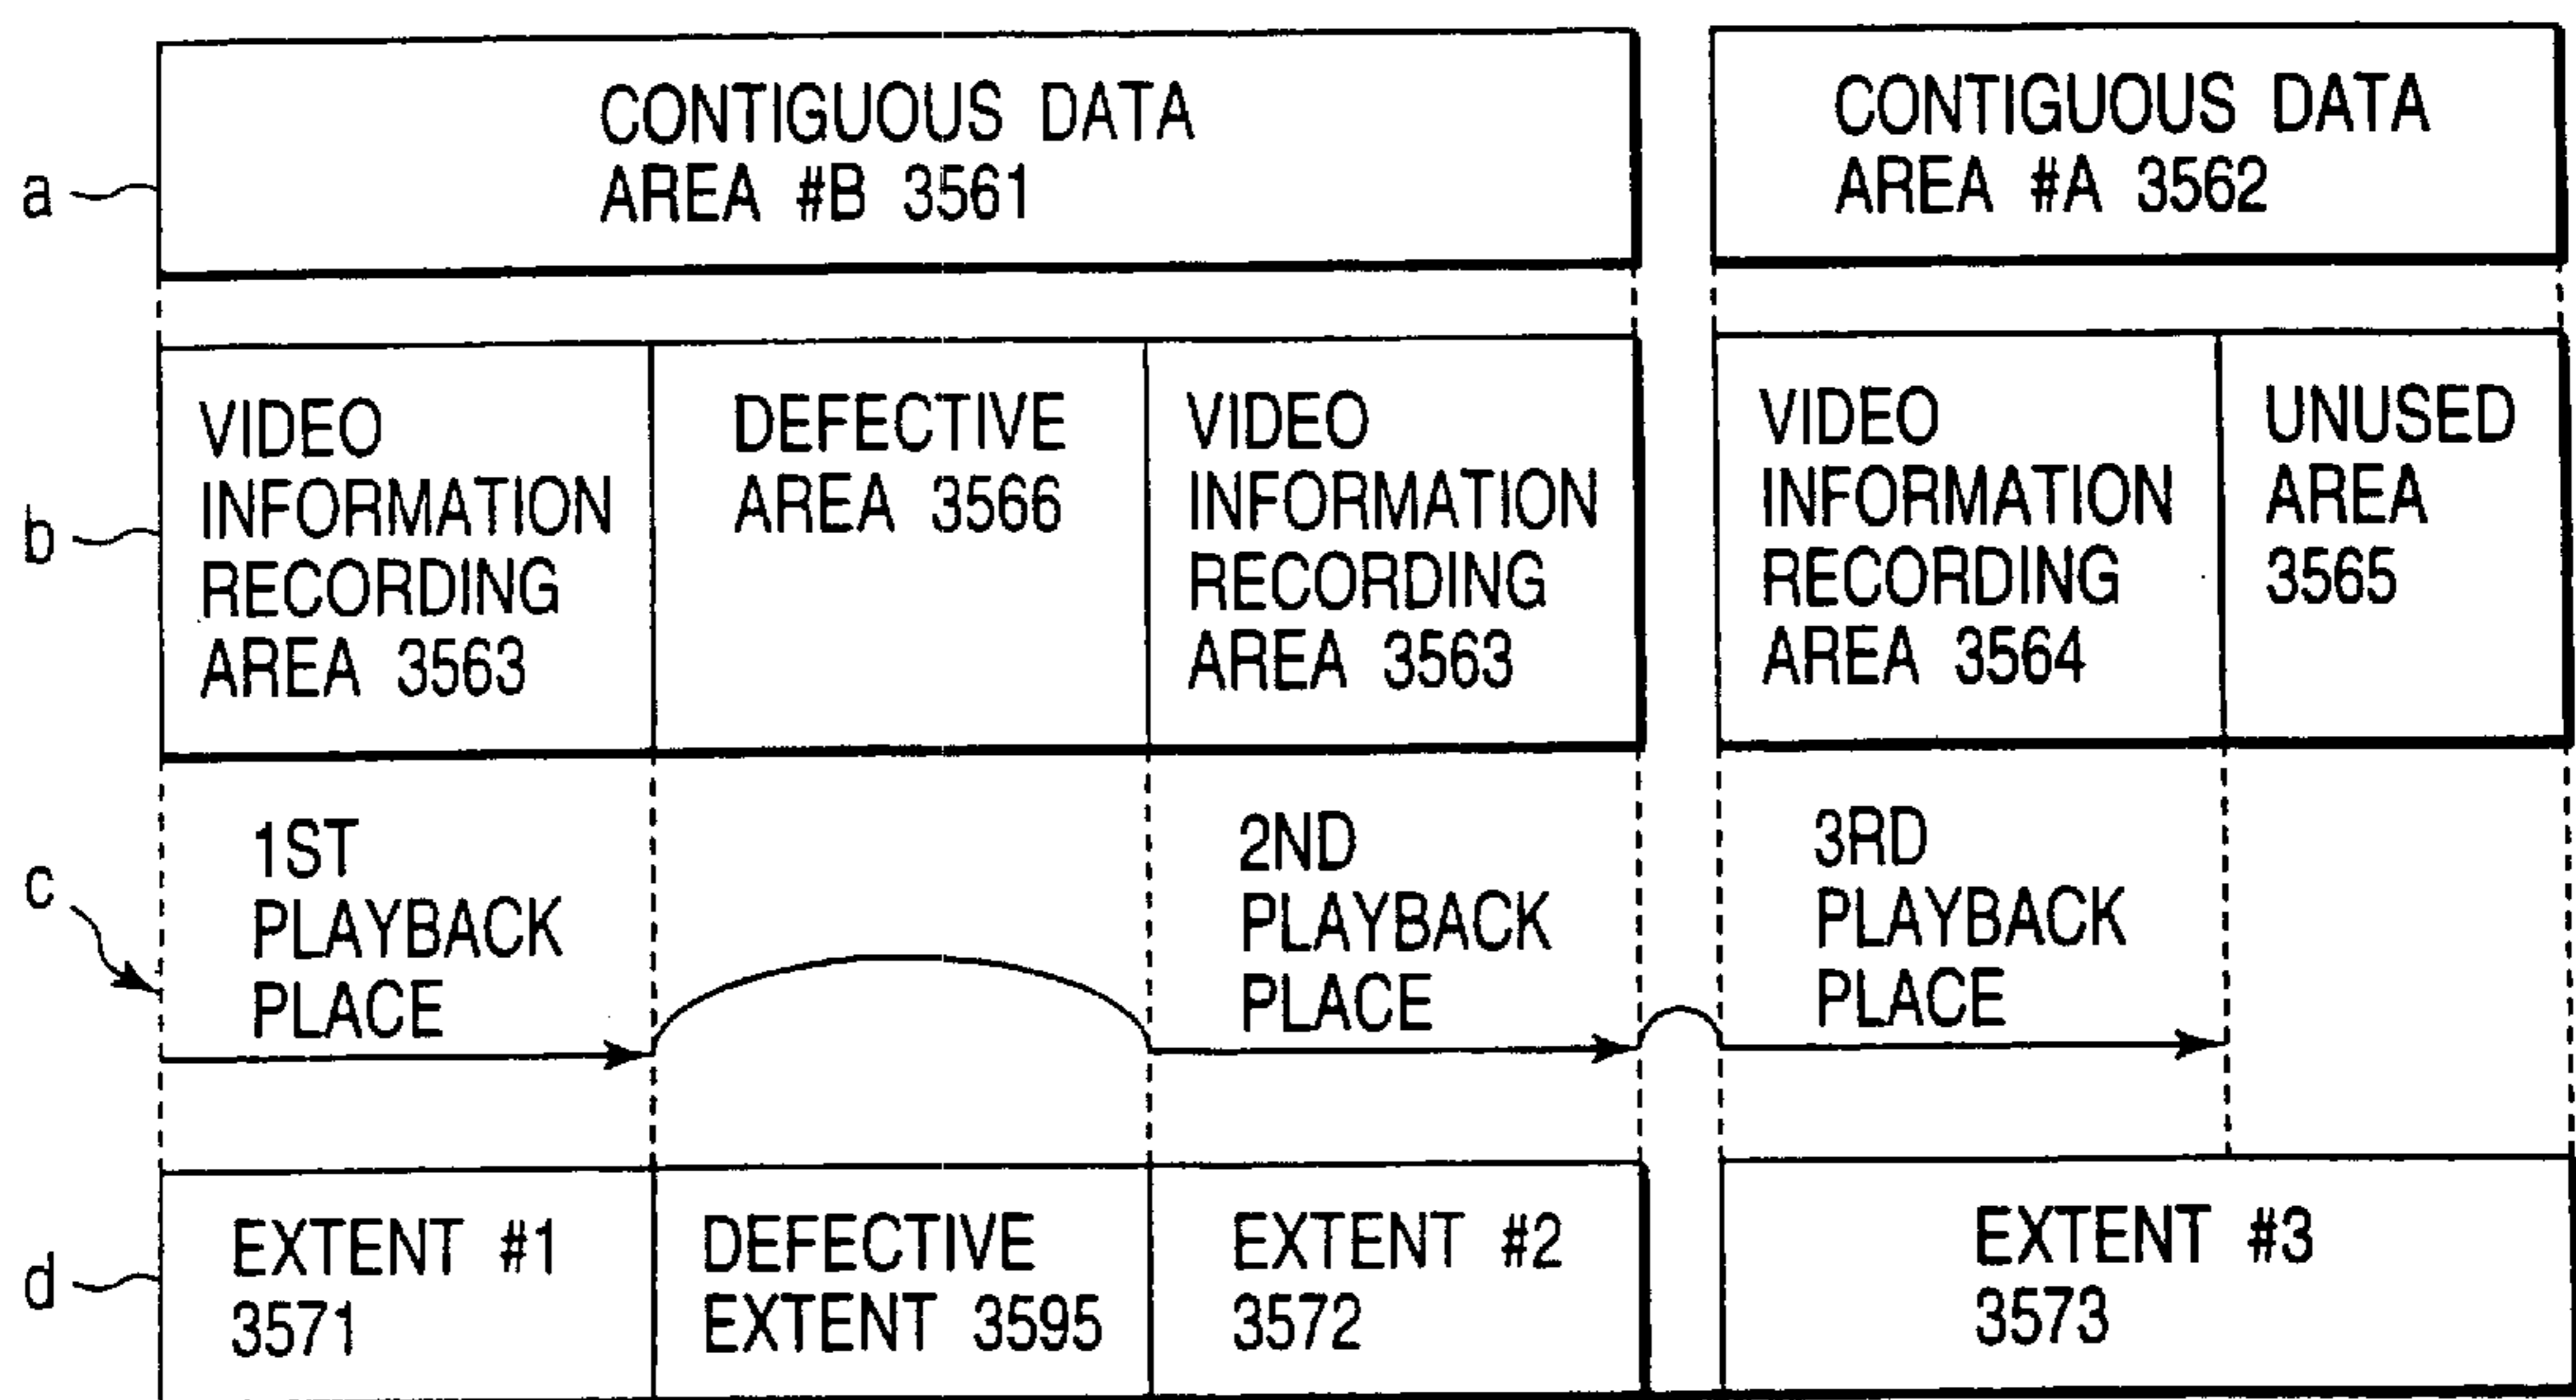 a
CONTIGUOUS DATA
AREA #B 3561
CONTIGUOUS DATA
AREA #A 3562
b
VIDEO
INFORMATION
RECORDING
AREA 3563
DEFECTIVE
AREA 3566
VIDEO
INFORMATION
RECORDING
AREA 3563
VIDEO
INFORMATION
RECORDING
AREA 3564
UNUSED
AREA
3565
c
1ST
PLAYBACK
PLACE
2ND
PLAYBACK
PLACE
3RD
PLAYBACK
PLACE
d
EXTENT #1
3571
DEFECTIVE
EXTENT 3595
EXTENT #2
3572
EXTENT #3
3573